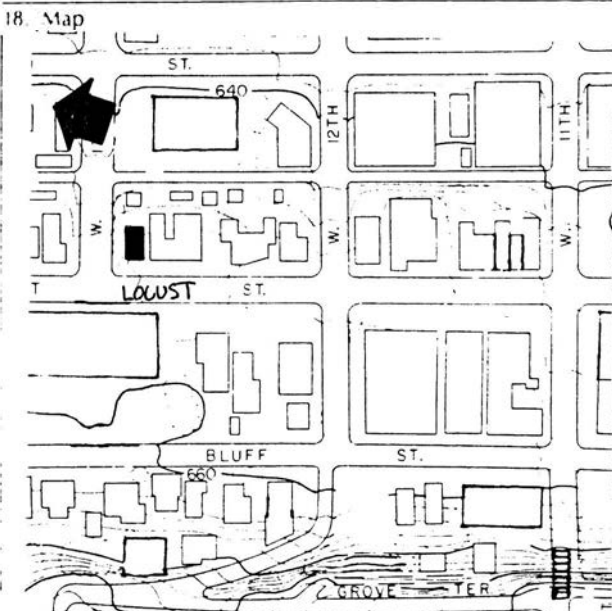 18. Map
ST.
640
12TH
11TH
W.
W.
W.
LOCUST ST.
T
BLUFF ST.
660
GROVE TER.